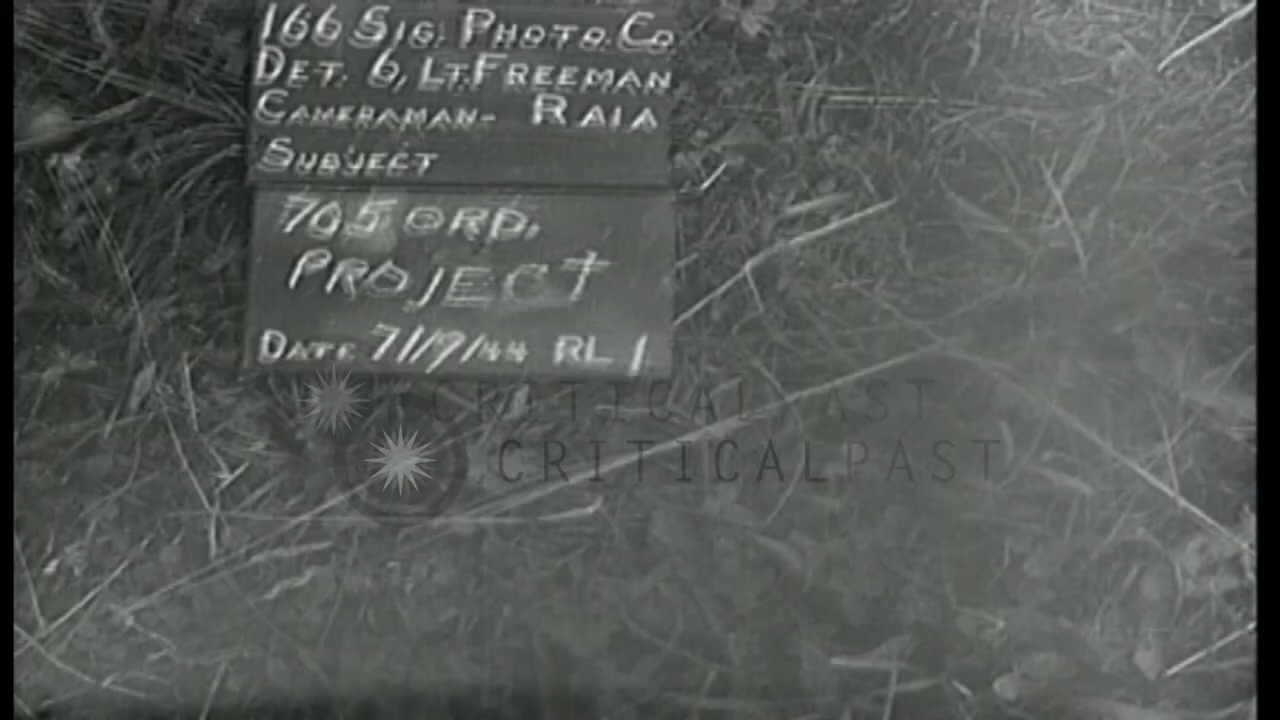 166 SIG. PHOTO. CO
DET. 6, LT. FREEMAN
CAMERAMAN- RAIA
SUBJECT
705 ORD.
PROJECT
DATE 7/19/44 RL 1
CRITICALPAST
CRITICALPAST